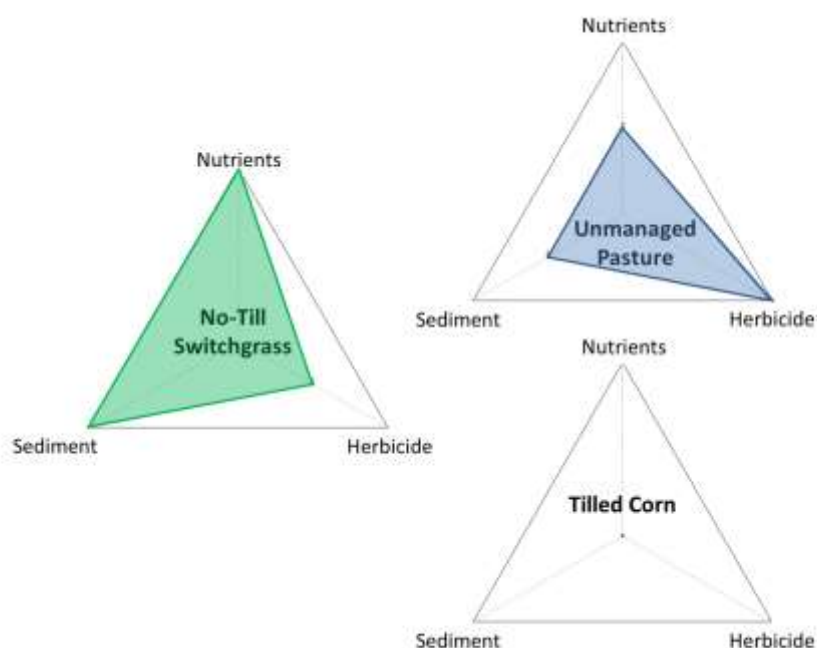 Nutrients
No-Till
Switchgrass
Sediment
Herbicide
Nutrients
Unmanaged
Pasture
Sediment
Herbicide
Nutrients
Tilled Corn
Sediment
Herbicide